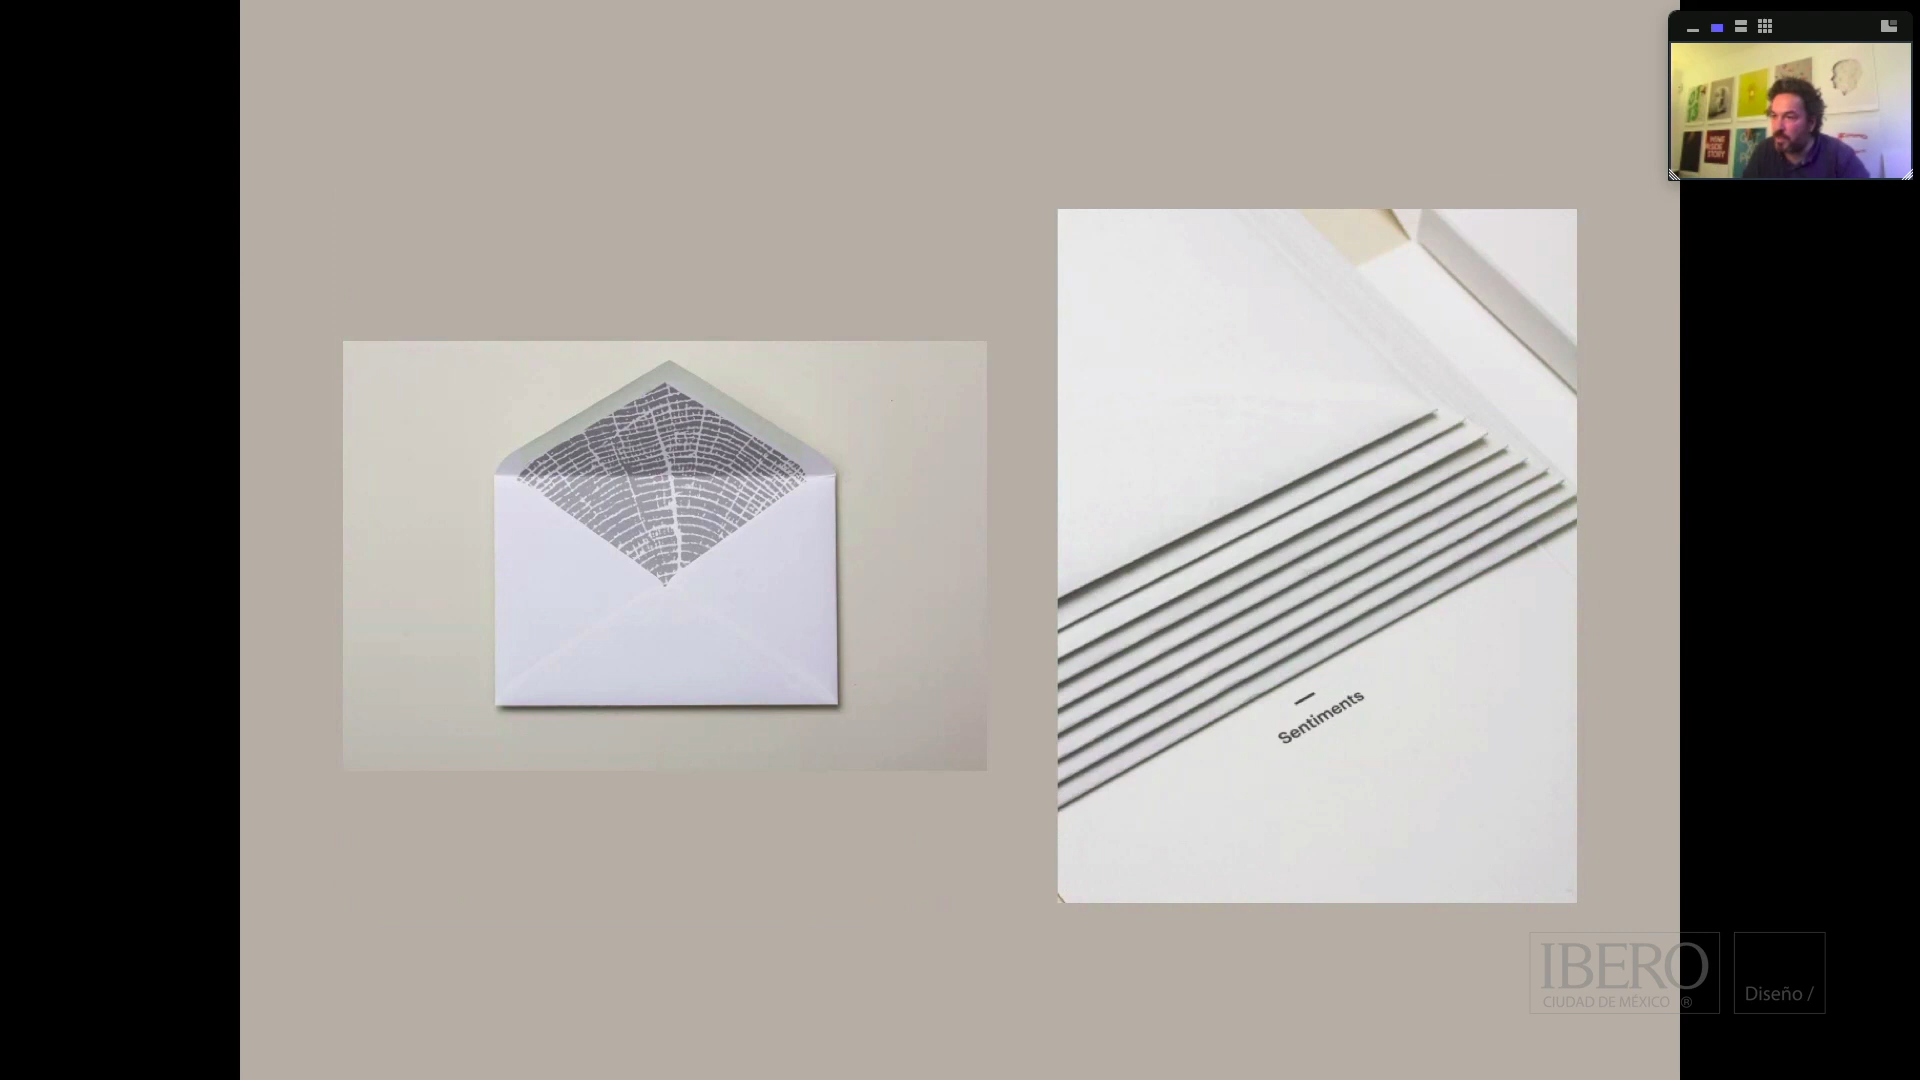 Sentiments
IBERO
CIUDAD DE MÉXICO ®
Diseño /